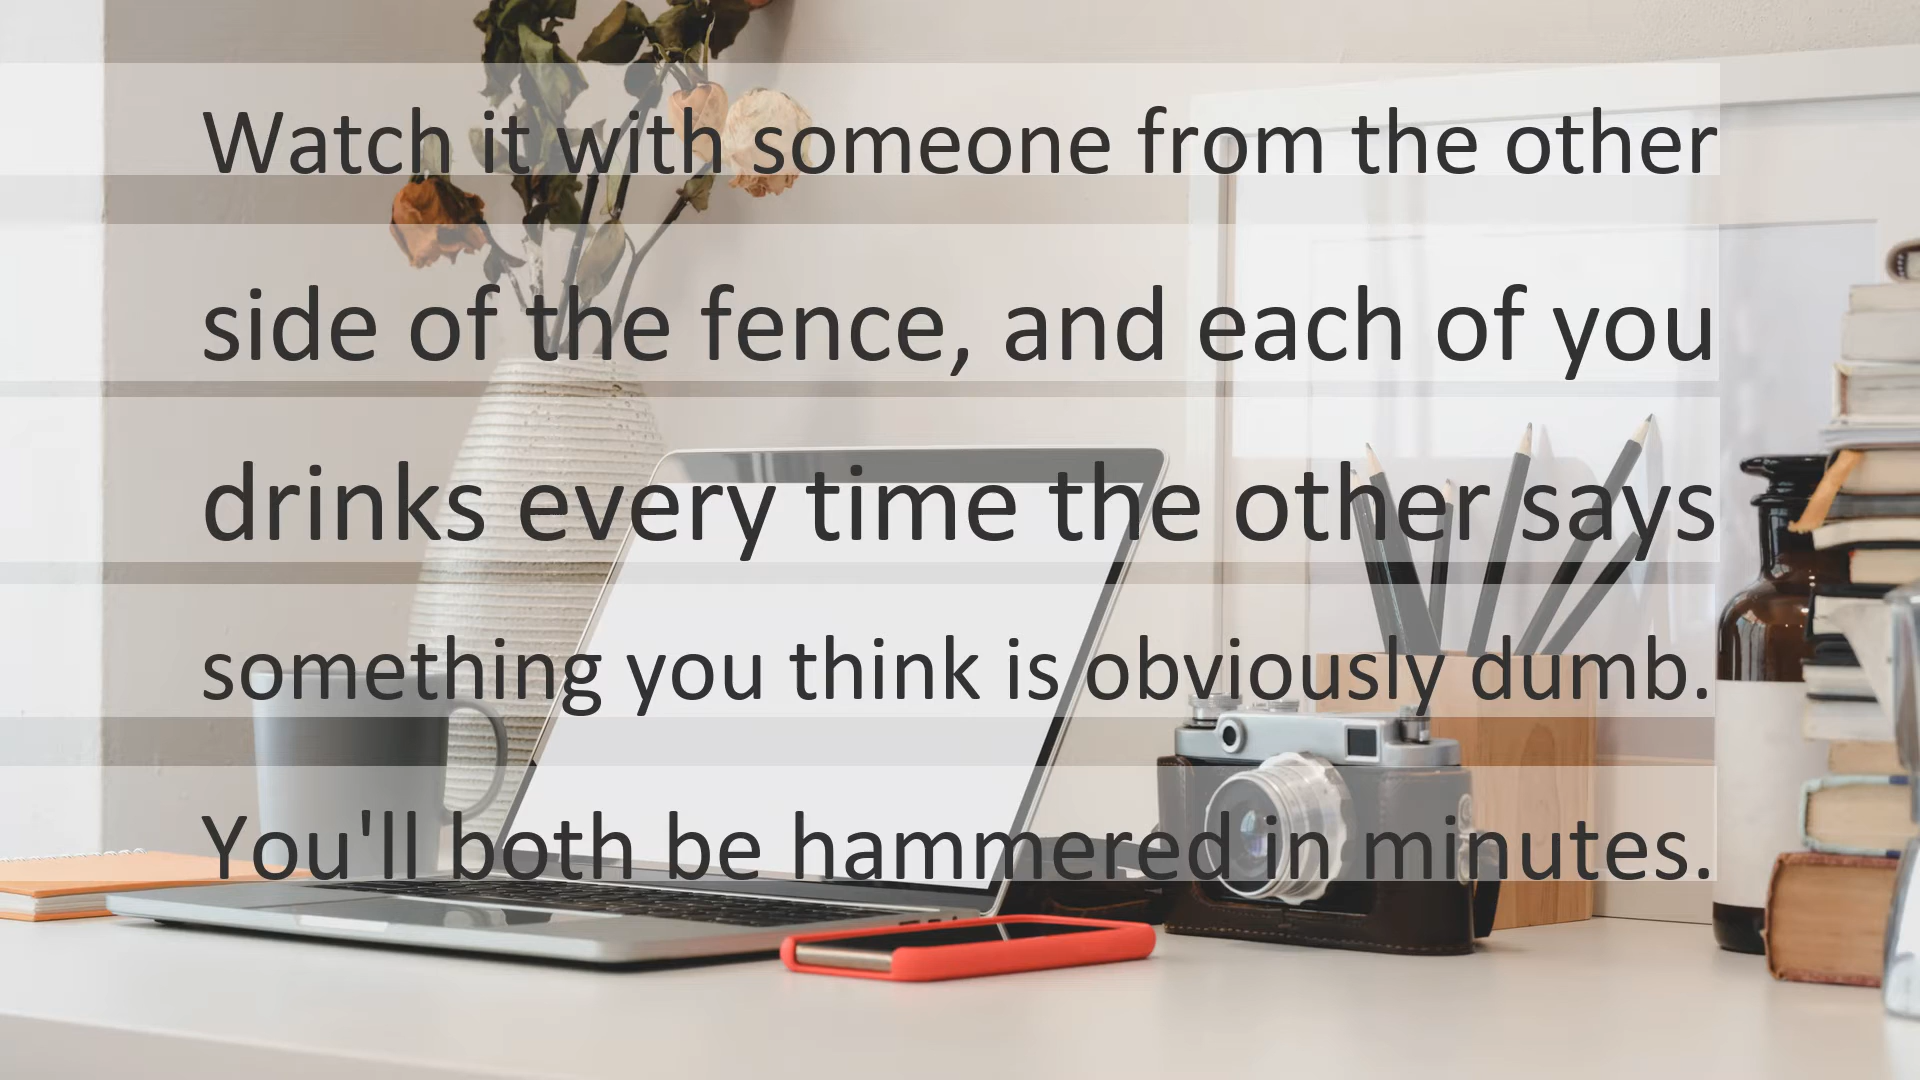 Watch it with someone from the other
side of the fence, and each of you
drinks every time the other says
something you think is obviously dumb.
You'll both be hammered in minutes.